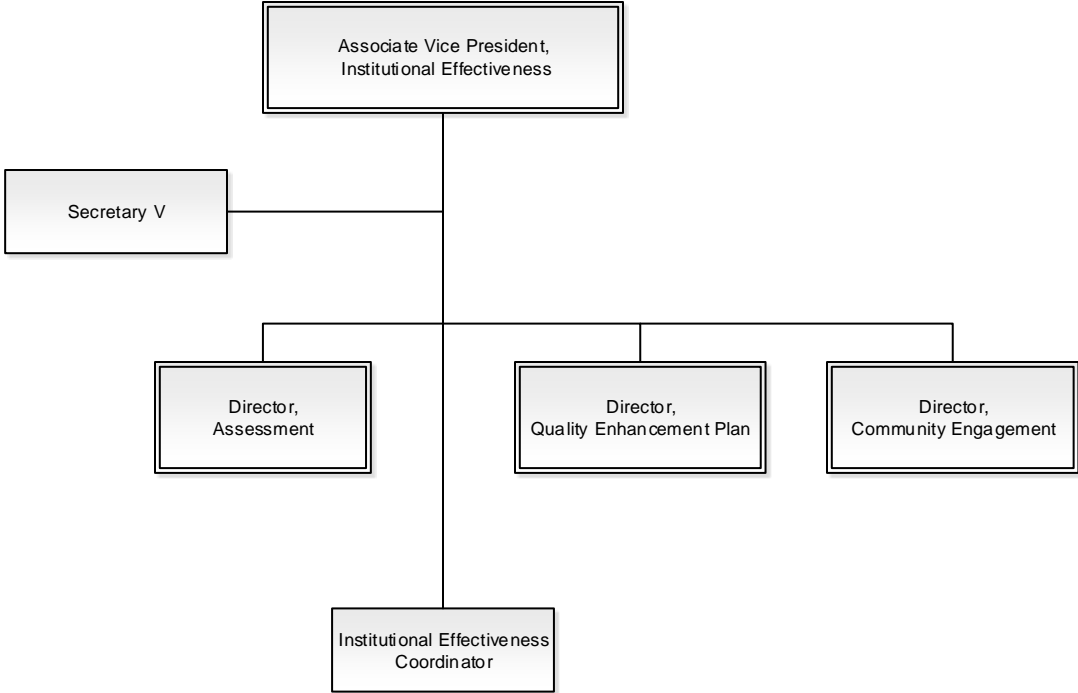 Associate Vice President,
Institutional Effectiveness
Secretary V
Director,
Assessment
Director,
Quality Enhancement Plan
Director,
Community Engagement
Institutional Effectiveness
Coordinator